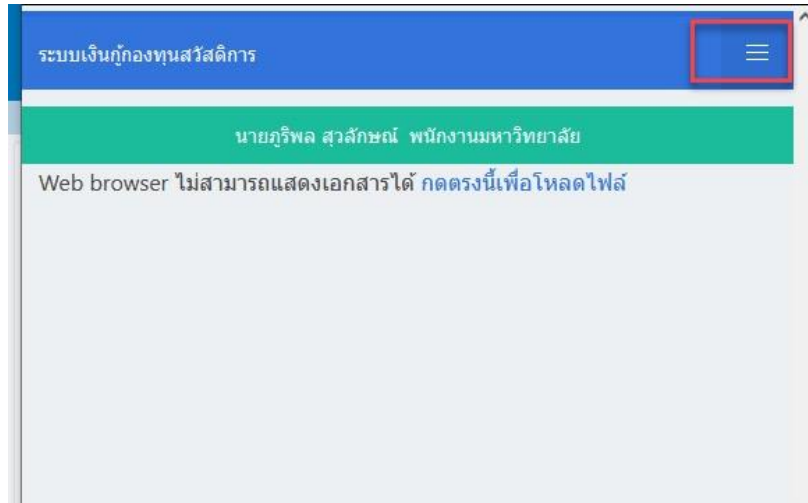 ระบบเงินกู้กองทุนสวัสดิการ
นายภูริพล สุวลักษณ์ พนักงานมหาวิทยาลัย
Web browser ไม่สามารถแสดงเอกสารได้ กดตรงนี้เพื่อโหลดไฟล์